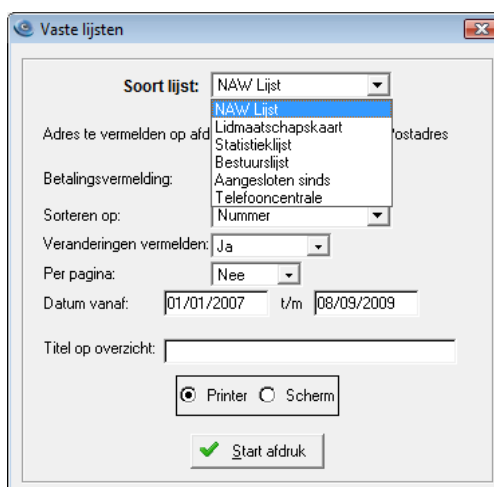 Vaste lijsten
Soort lijst: NAW Lijst
NAW Lijst
Lidmaatschapskaart
Statistieklijst
Bestuurslijst
Aangesloten sinds
Telefooncentrale
Adres te vermelden op afd Postadres
Betalingsvermelding:
Sorteren op: Nummer
Veranderingen vermelden: Ja
Per pagina: Nee
Datum vanaf: 01/01/2007 t/m 08/09/2009
Titel op overzicht:
Printer Scherm
Start afdruk